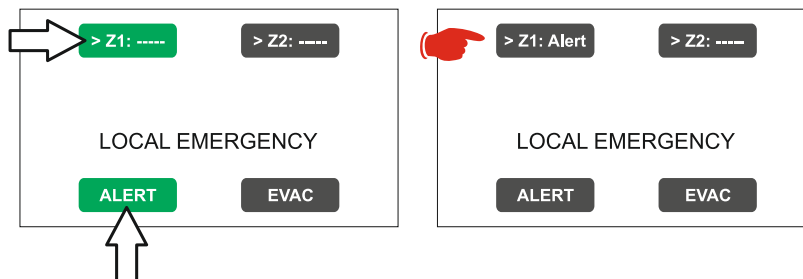 > Z1: -----
> Z2: -----
LOCAL EMERGENCY
ALERT
EVAC
> Z1: Alert
> Z2: -----
LOCAL EMERGENCY
ALERT
EVAC